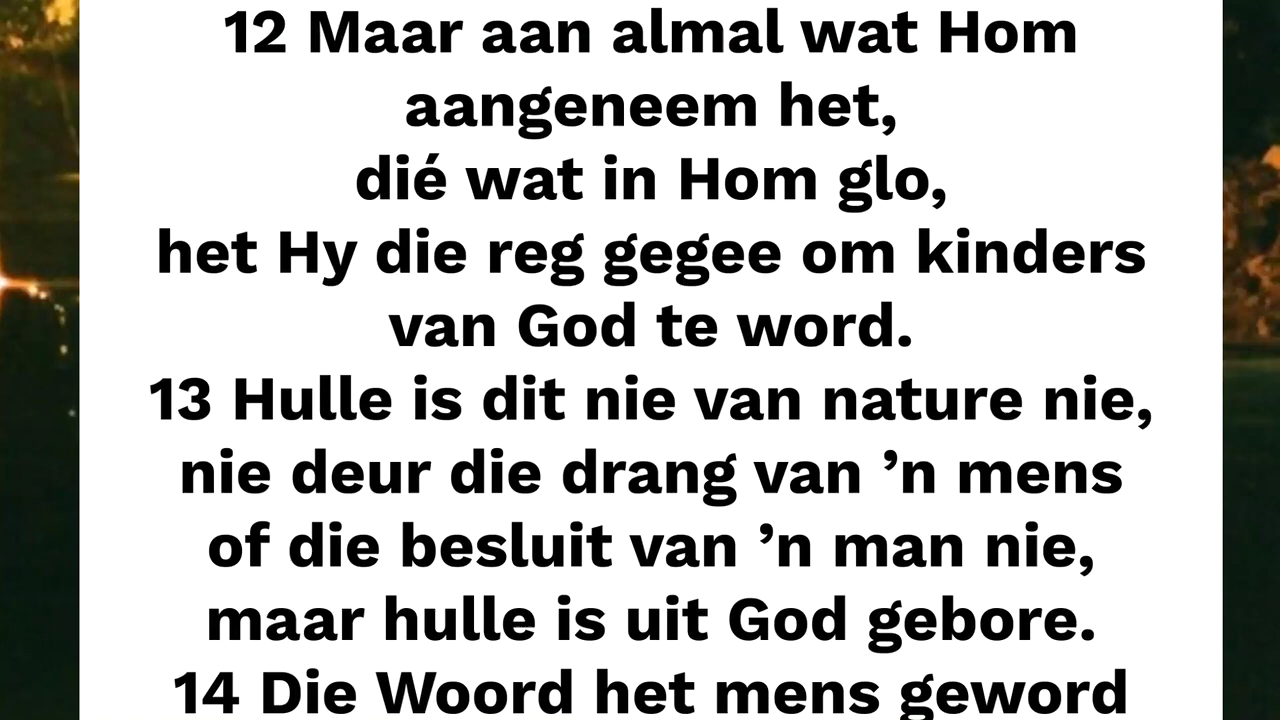 12 Maar aan almal wat Hom
aangeneem het,
dié wat in Hom glo,
het Hy die reg gegee om kinders
van God te word.
13 Hulle is dit nie van nature nie,
nie deur die drang van ’n mens
of die besluit van ’n man nie,
maar hulle is uit God gebore.
14 Die Woord het mens geword